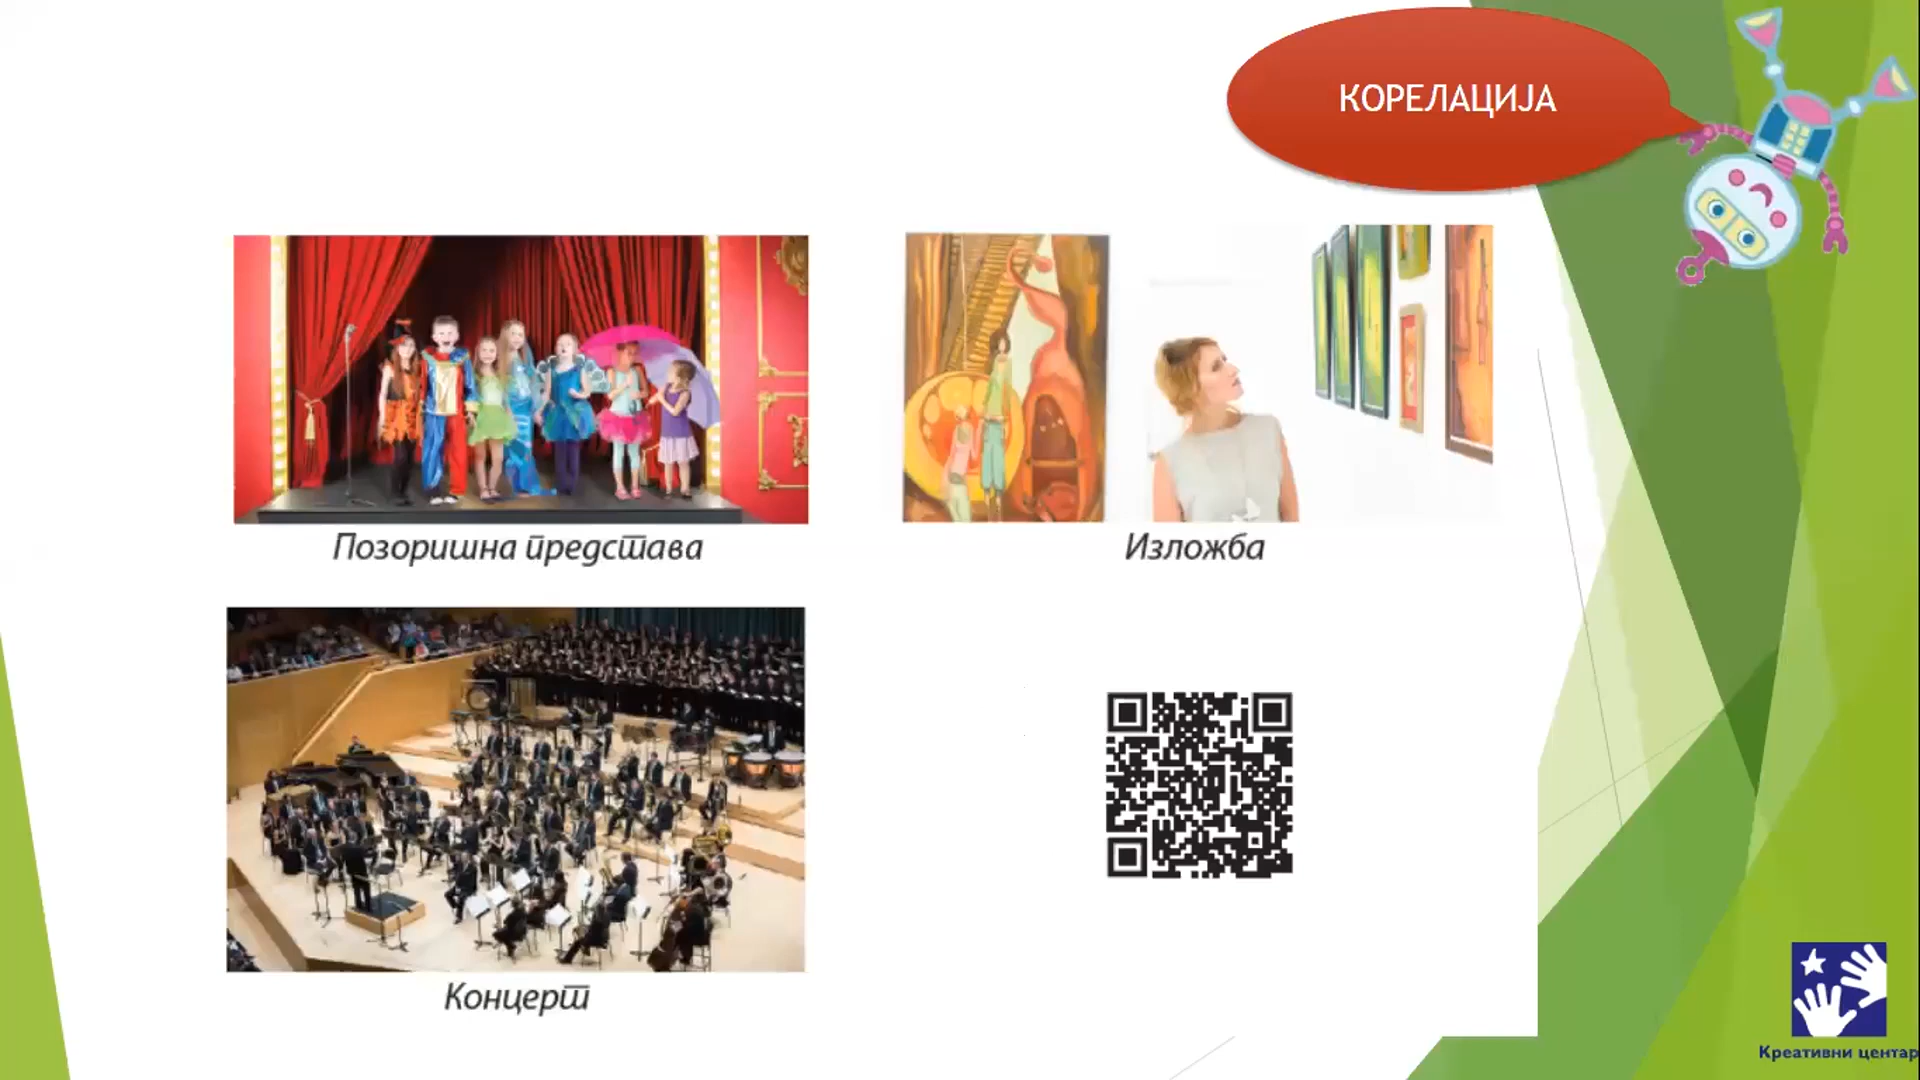 КОРЕЛАЦИЈА
Позоришна представа
Изложба
Концерт
Креативни центар